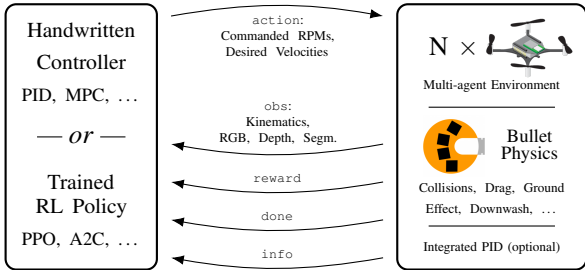 Handwritten
Controller
PID, MPC, …
— or —
Trained
RL Policy
PPO, A2C, …
action:
Commanded RPMs,
Desired Velocities
obs:
Kinematics,
RGB, Depth, Segm.
reward
done
info
N ×
Multi-agent Environment
Bullet
Physics
Collisions, Drag, Ground
Effect, Downwash, …
Integrated PID (optional)